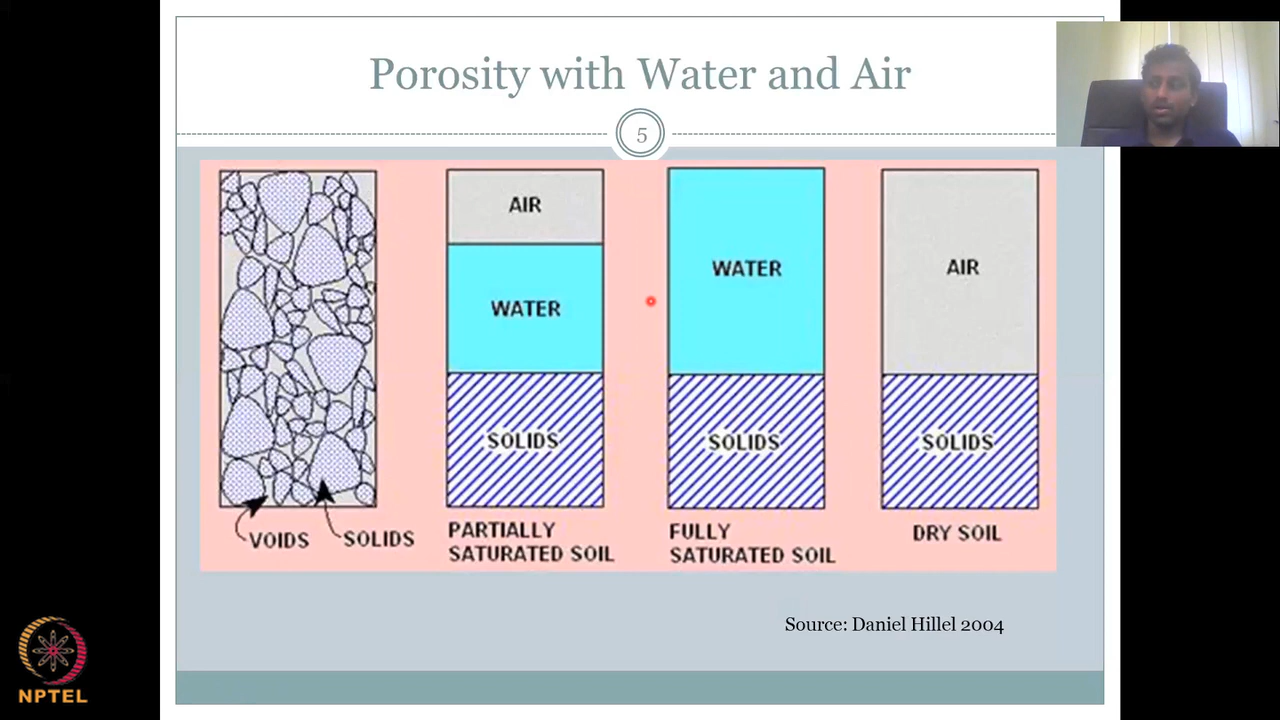 Porosity with Water and Air
5
AIR
WATER
SOLIDS
WATER
SOLIDS
AIR
SOLIDS
VOIDS
SOLIDS
PARTIALLY
SATURATED SOIL
FULLY
SATURATED SOIL
DRY SOIL
Source: Daniel Hillel 2004
NPTEL